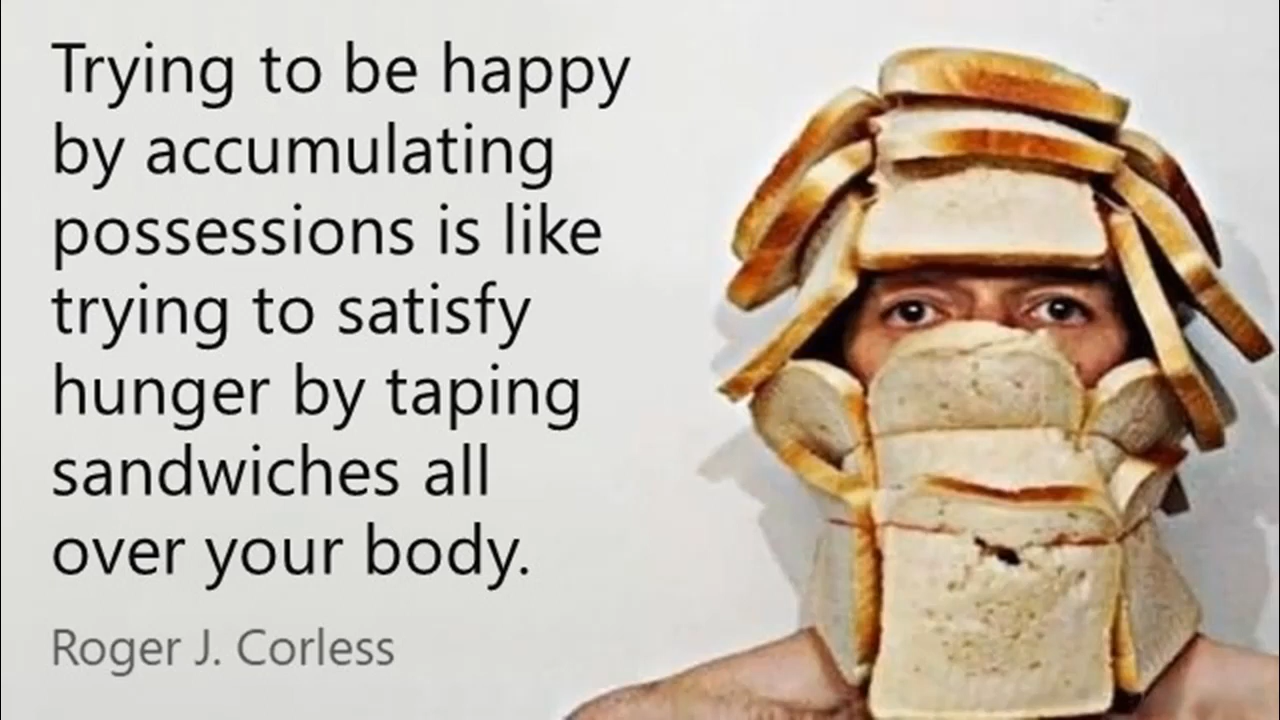 Trying to be happy
by accumulating
possessions is like
trying to satisfy
hunger by taping
sandwiches all
over your body.
Roger J. Corless